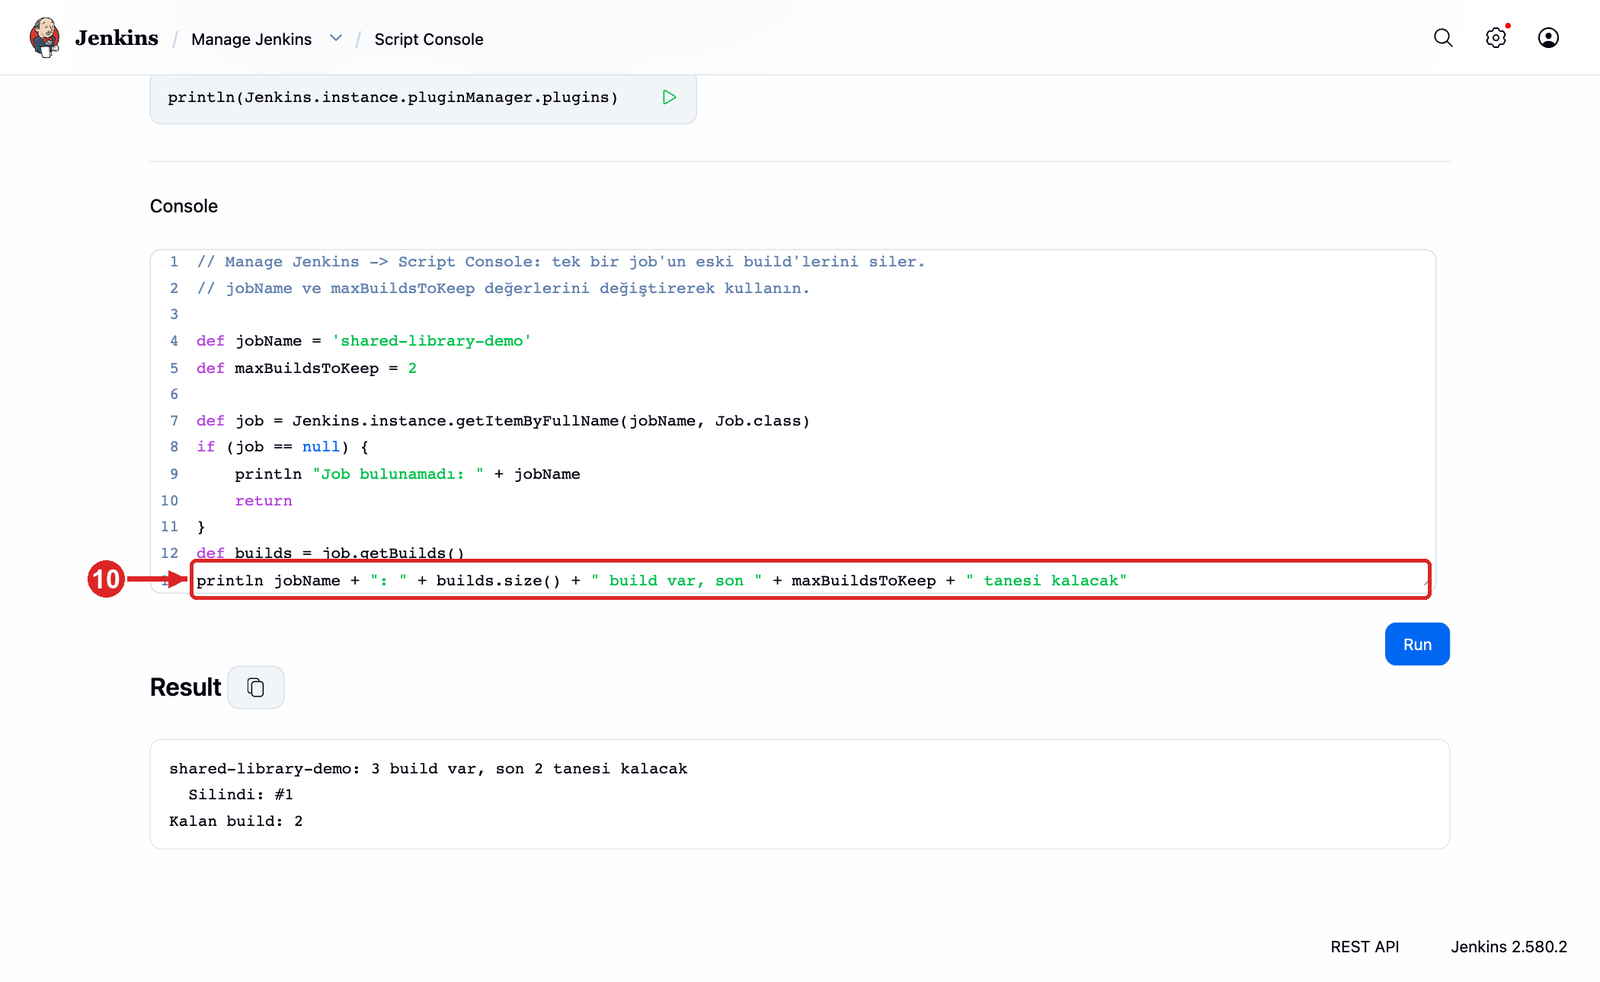 Jenkins / Manage Jenkins / Script Console
println(Jenkins.instance.pluginManager.plugins)
Console
1 // Manage Jenkins -> Script Console: tek bir job'un eski build'lerini siler.
2 // jobName ve maxBuildsToKeep değerlerini değiştirerek kullanın.
3
4 def jobName = 'shared-library-demo'
5 def maxBuildsToKeep = 2
6
7 def job = Jenkins.instance.getItemByFullName(jobName, Job.class)
8 if (job == null) {
9 println "Job bulunamadı: " + jobName
10 return
11 }
12 def builds = job.getBuilds()
10 println jobName + ": " + builds.size() + " build var, son " + maxBuildsToKeep + " tanesi kalacak"
Run
Result
shared-library-demo: 3 build var, son 2 tanesi kalacak
Silindi: #1
Kalan build: 2
REST API Jenkins 2.580.2